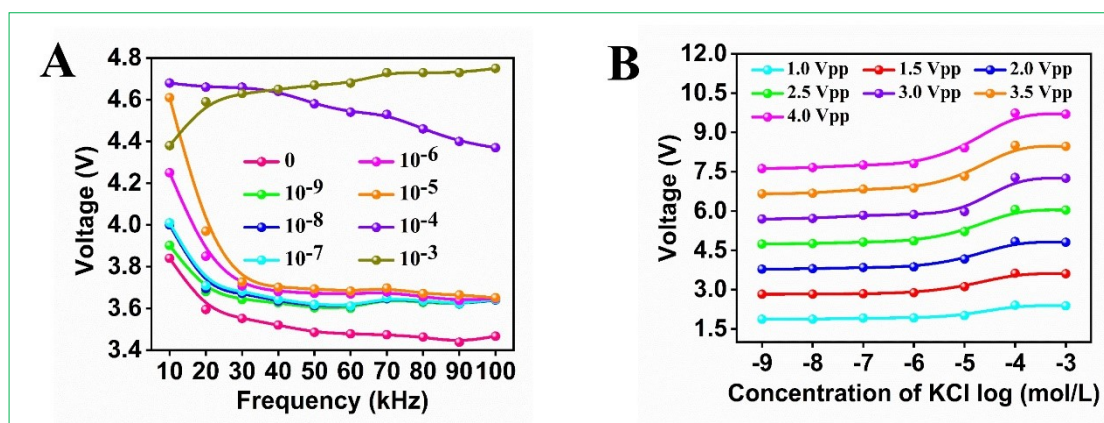 A
4.8
4.6
4.4
4.2
4.0
3.8
3.6
3.4
Voltage (V)
0
10-6
10-9
10-5
10-8
10-4
10-7
10-3
10 20 30 40 50 60 70 80 90 100
Frequency (kHz)
B
12.0
10.5
9.0
7.5
6.0
4.5
3.0
1.5
Voltage (V)
1.0 Vpp 1.5 Vpp 2.0 Vpp
2.5 Vpp 3.0 Vpp 3.5 Vpp
4.0 Vpp
-9 -8 -7 -6 -5 -4 -3
Concentration of KCl log (mol/L)